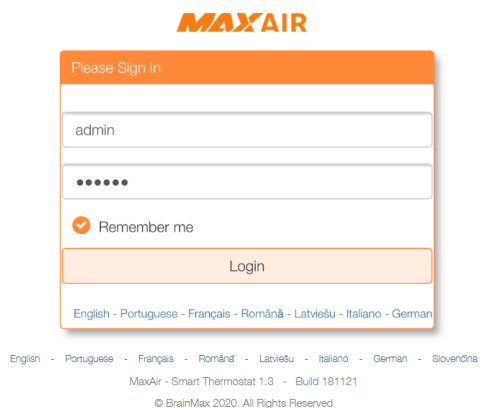 MAXAIR
Please Sign In
admin
••••••
Remember me
Login
English - Portuguese - Français - Română - Latviešu - Italiano - German
English - Portuguese - Français - Română - Latviešu - Italiano - German - Slovenčina
MaxAir - Smart Thermostat 1.3 - Build 181121
© BrainMax 2020. All Rights Reserved